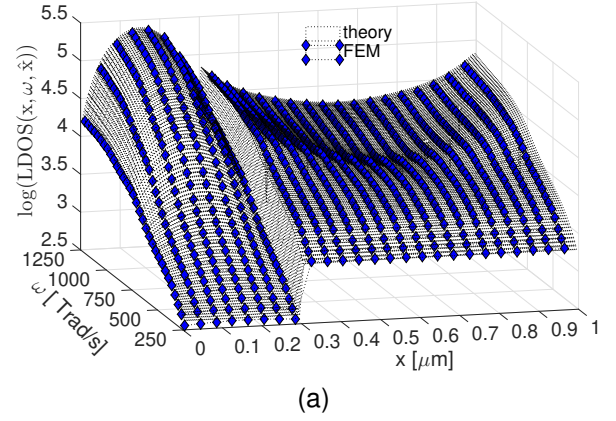 5.5
5
4.5
4
3.5
3
2.5
log(LDOS(x, ω, x̂))
theory
FEM
1250
1000
750
500
250
ω [ Trad/s]
0 0.1 0.2 0.3 0.4 0.5 0.6 0.7 0.8 0.9 1
x [μm]
(a)